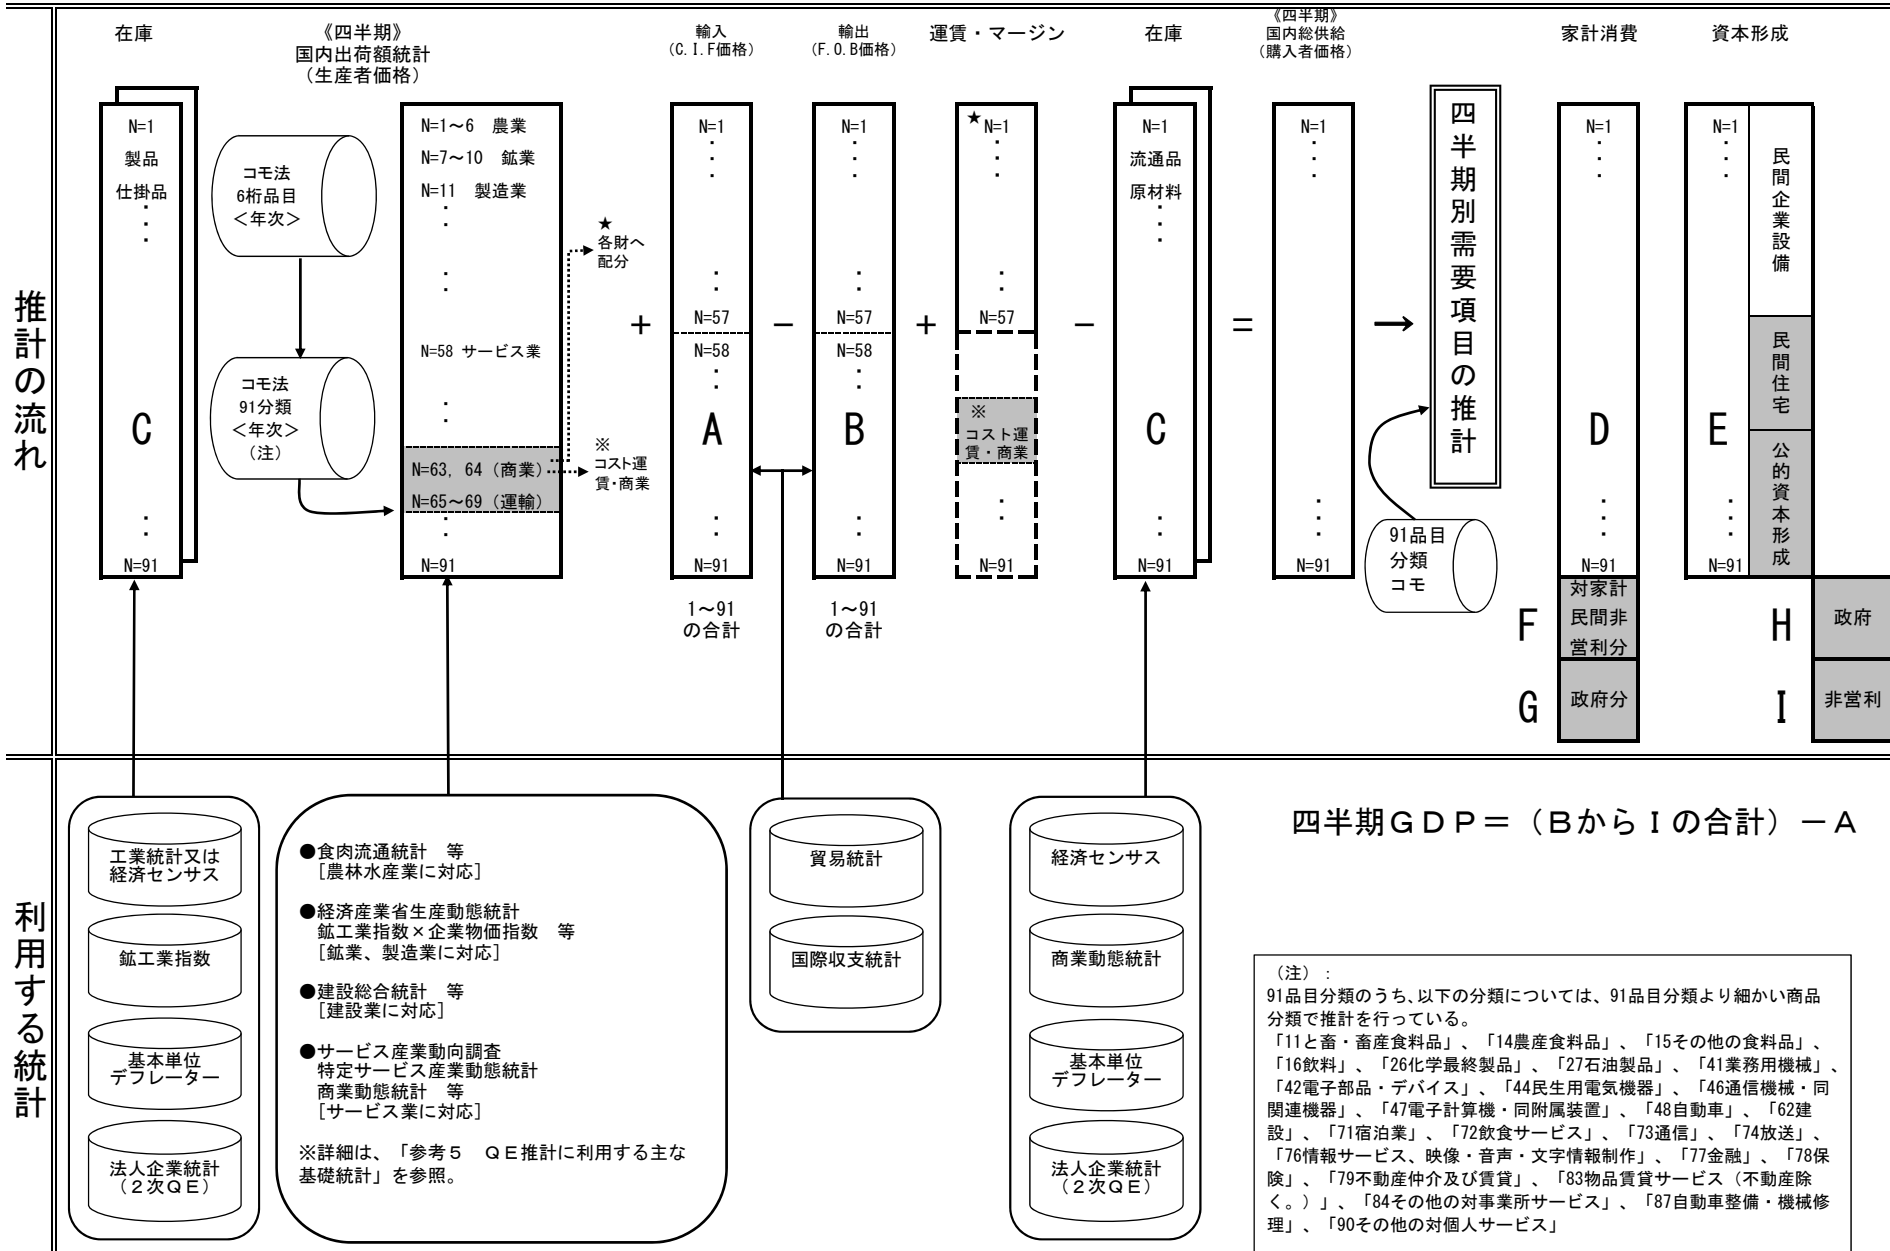 推計の流れ
在庫
《四半期》
国内出荷額統計
（生産者価格）
輸入
（C.I.F価格）
輸出
（F.O.B価格）
運賃・マージン
在庫
《四半期》
国内総供給
（購入者価格）
家計消費
資本形成
N=1
製品
仕掛品
・
・
C
・
・
N=91
コモ法
6桁品目
＜年次＞
コモ法
91分類
＜年次＞
（注）
N=1～6　農業
N=7～10　鉱業
N=11　製造業
・
・
・
・
N=58 サービス業
・
・
N=63, 64（商業）
N=65～69（運輸）
・
・
N=91
★
各財へ
配分
※
コスト運
賃・商業
＋
N=1
・
・
・
・
・
N=57
N=58
・
・
A
・
・
N=91
1～91
の合計
－
N=1
・
・
・
・
・
N=57
N=58
・
・
B
・
・
N=91
1～91
の合計
＋
★N=1
・
・
・
・
・
N=57
※
コスト運
賃・商業
・
・
N=91
－
N=1
流通品
原材料
・
・
C
・
・
N=91
＝
N=1
・
・
・
・
・
・
N=91
→
四半期別需要項目の推計
91品目
分類
コモ
N=1
・
・
・
D
・
・
・
N=91
F
対家計
民間非
営利分
G
政府分
N=1
・
・
・
E
・
・
・
N=91
民間企業設備
民間住宅
公的資本形成
H
政府
I
非営利
利用する統計
工業統計又は
経済センサス
鉱工業指数
基本単位
デフレーター
法人企業統計
（２次ＱＥ）
●食肉流通統計　等
[農林水産業に対応]
●経済産業省生産動態統計
鉱工業指数×企業物価指数　等
[鉱業、製造業に対応]
●建設総合統計　等
[建設業に対応]
●サービス産業動向調査
特定サービス産業動態統計
商業動態統計　等
[サービス業に対応]
※詳細は、「参考５　ＱＥ推計に利用する主な
基礎統計」を参照。
貿易統計
国際収支統計
経済センサス
商業動態統計
基本単位
デフレーター
法人企業統計
（２次ＱＥ）
四半期ＧＤＰ＝（ＢからＩの合計）－Ａ
（注）：
91品目分類のうち、以下の分類については、91品目分類より細かい商品
分類で推計を行っている。
「11と畜・畜産食料品」、「14農産食料品」、「15その他の食料品」、
「16飲料」、「26化学最終製品」、「27石油製品」、「41業務用機械」、
「42電子部品・デバイス」、「44民生用電気機器」、「46通信機械・同
関連機器」、「47電子計算機・同附属装置」、「48自動車」、「62建
設」、「71宿泊業」、「72飲食サービス」、「73通信」、「74放送」、
「76情報サービス、映像・音声・文字情報制作」、「77金融」、「78保
険」、「79不動産仲介及び賃貸」、「83物品賃貸サービス（不動産除
く。）」、「84その他の対事業所サービス」、「87自動車整備・機械修
理」、「90その他の対個人サービス」